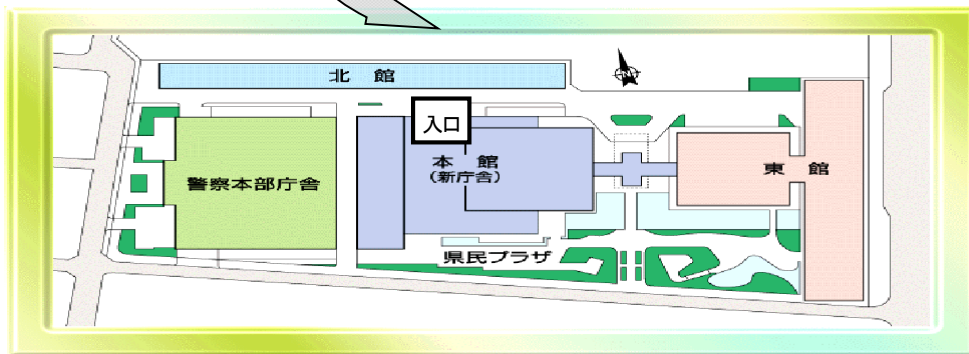 北館
入口
本館
(新庁舎)
警察本部庁舎
東館
県民プラザ